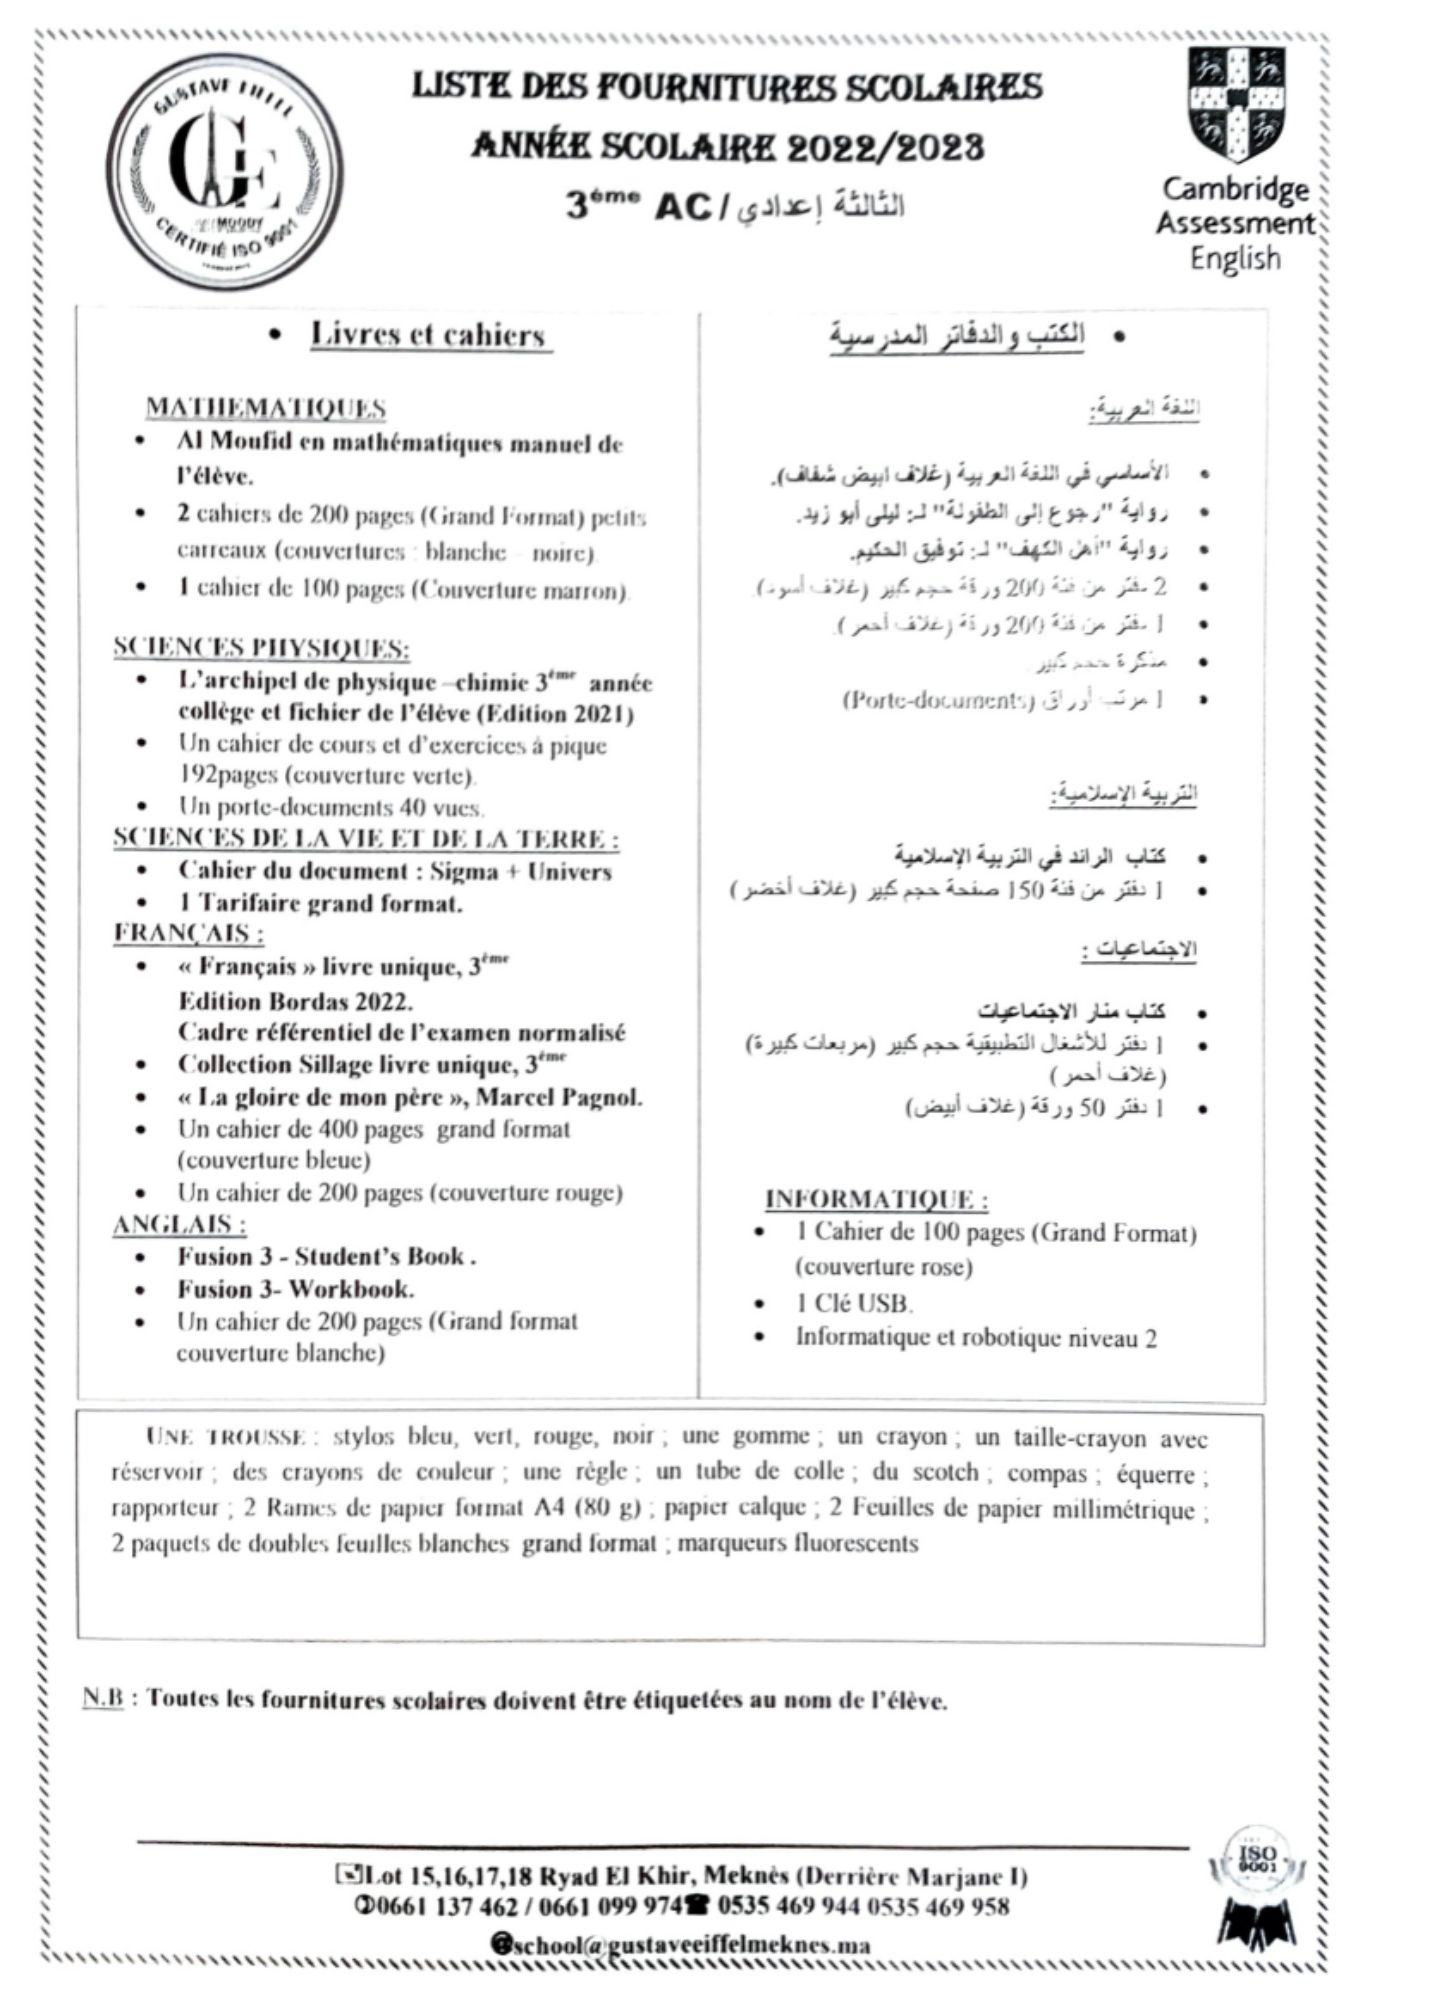 GUSTAVE EIFFEL
GE
MOODY
CERTIFIÉ ISO 9001
LISTE DES FOURNITURES SCOLAIRES
ANNÉE SCOLAIRE 2022/2023
3ème AC / الثالثة إعدادي
Cambridge
Assessment
English
• Livres et cahiers
MATHEMATIQUES
• Al Moufid en mathématiques manuel de
l'élève.
• 2 cahiers de 200 pages (Grand Format) petits
carreaux (couvertures : blanche – noire).
• 1 cahier de 100 pages (Couverture marron).
SCIENCES PHYSIQUES:
• L'archipel de physique –chimie 3ème année
collège et fichier de l'élève (Edition 2021)
• Un cahier de cours et d'exercices à pique
192pages (couverture verte).
• Un porte-documents 40 vues.
SCIENCES DE LA VIE ET DE LA TERRE :
• Cahier du document : Sigma + Univers
• 1 Tarifaire grand format.
FRANÇAIS :
• « Français » livre unique, 3ème
Edition Bordas 2022.
Cadre référentiel de l'examen normalisé
• Collection Sillage livre unique, 3ème
• « La gloire de mon père », Marcel Pagnol.
• Un cahier de 400 pages grand format
(couverture bleue)
• Un cahier de 200 pages (couverture rouge)
ANGLAIS :
• Fusion 3 - Student's Book .
• Fusion 3- Workbook.
• Un cahier de 200 pages (Grand format
couverture blanche)
• الكتب والدفاتر المدرسية
اللغة العربية:
• الأساسي في اللغة العربية (غلاف ابيض شفاف).
• رواية "رجوع إلى الطفولة" لـ: ليلى أبو زيد.
• رواية "أهل الكهف" لـ: توفيق الحكيم.
• 2 دفتر من فئة 200 ورقة حجم كبير (غلاف أسود).
• 1 دفتر من فئة 200 ورقة (غلاف أحمر).
• مذكرة حجم كبير.
• 1 مرتب أوراق (Porte-documents)
التربية الإسلامية:
• كتاب الرائد في التربية الإسلامية
• 1 دفتر من فئة 150 صفحة حجم كبير (غلاف أخضر)
الاجتماعيات :
• كتاب منار الاجتماعيات
• 1 دفتر للأشغال التطبيقية حجم كبير (مربعات كبيرة)
(غلاف أحمر)
• 1 دفتر 50 ورقة (غلاف أبيض)
INFORMATIQUE :
• 1 Cahier de 100 pages (Grand Format)
(couverture rose)
• 1 Clé USB.
• Informatique et robotique niveau 2
UNE TROUSSE : stylos bleu, vert, rouge, noir ; une gomme ; un crayon ; un taille-crayon avec
réservoir ; des crayons de couleur ; une règle ; un tube de colle ; du scotch ; compas ; équerre ;
rapporteur ; 2 Rames de papier format A4 (80 g) ; papier calque ; 2 Feuilles de papier millimétrique ;
2 paquets de doubles feuilles blanches grand format ; marqueurs fluorescents
N.B : Toutes les fournitures scolaires doivent être étiquetées au nom de l'élève.
Lot 15,16,17,18 Ryad El Khir, Meknès (Derrière Marjane I)
0661 137 462 / 0661 099 974 ☎ 0535 469 944 0535 469 958
school@gustaveeiffelmeknes.ma
ISO
9001